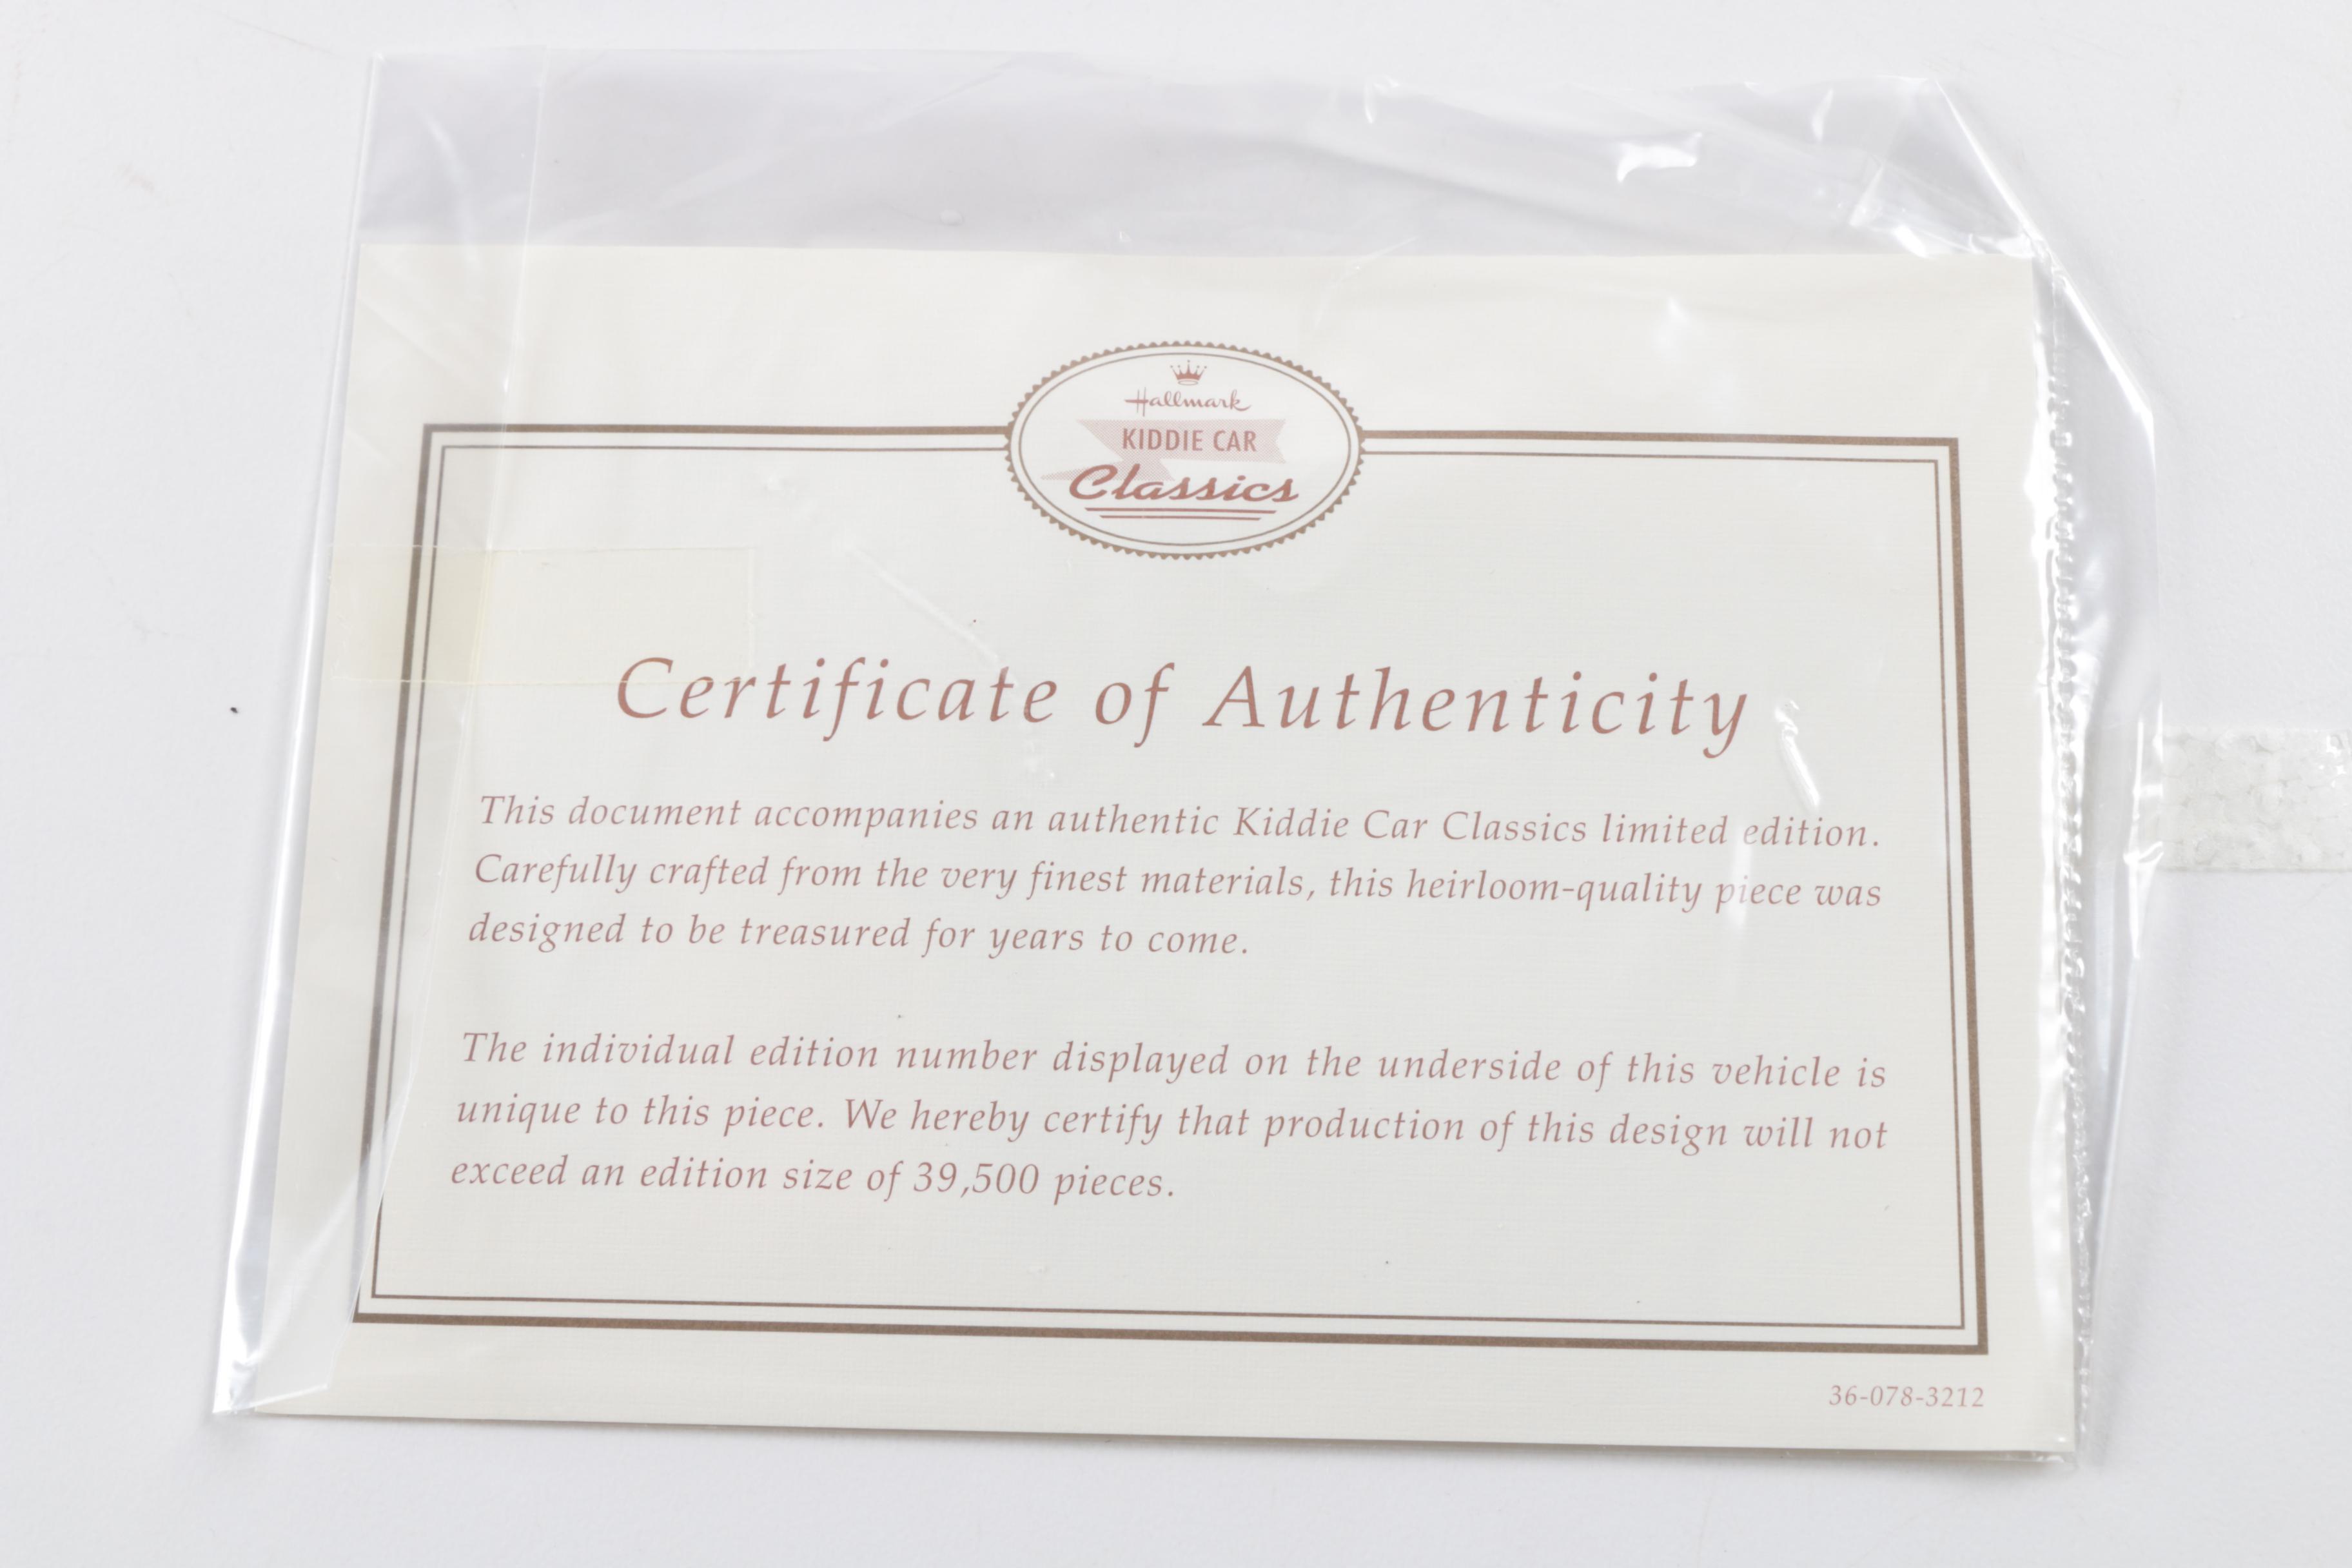 Hallmark
KIDDIE CAR
Classics
Certificate of Authenticity
This document accompanies an authentic Kiddie Car Classics limited edition.
Carefully crafted from the very finest materials, this heirloom-quality piece was
designed to be treasured for years to come.
The individual edition number displayed on the underside of this vehicle is
unique to this piece. We hereby certify that production of this design will not
exceed an edition size of 39,500 pieces.
36-078-3212